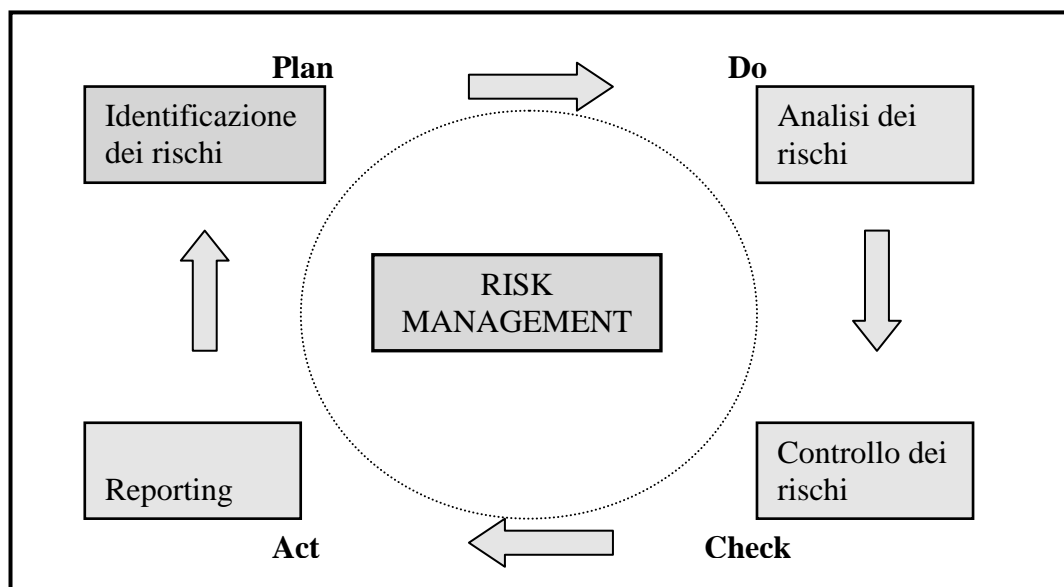 Plan
Do
Identificazione
dei rischi
Analisi dei
rischi
RISK
MANAGEMENT
Reporting
Controllo dei
rischi
Act
Check